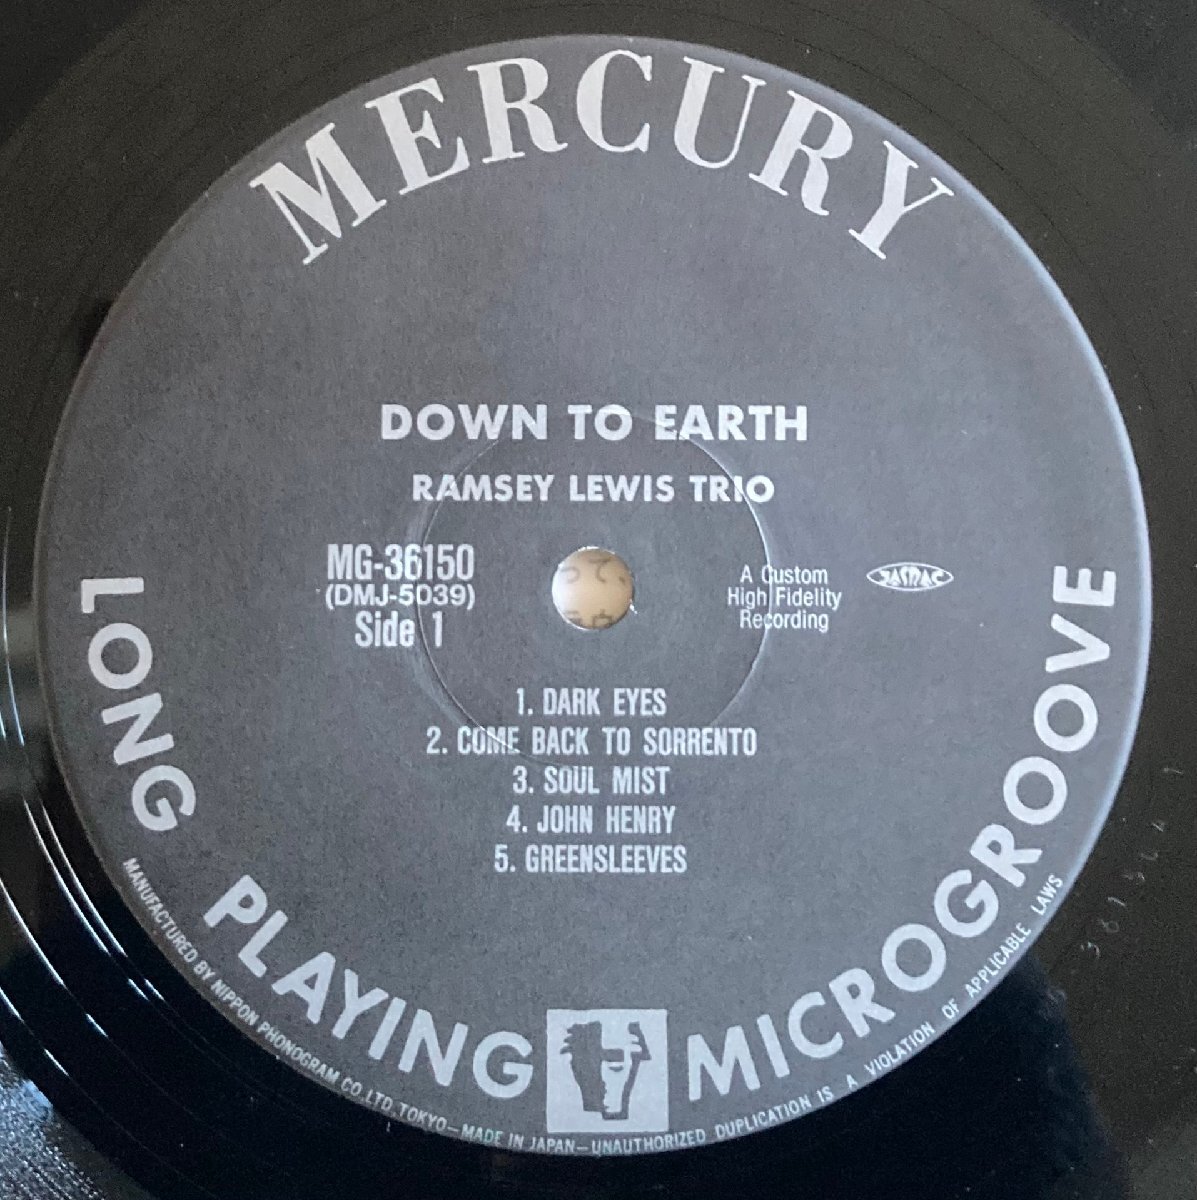 MERCURY
DOWN TO EARTH
RAMSEY LEWIS TRIO
MG-36150
(DMJ-5039)
Side 1
A Custom
High Fidelity
Recording
JASRAC
1. DARK EYES
2. COME BACK TO SORRENTO
3. SOUL MIST
4. JOHN HENRY
5. GREENSLEEVES
LONG PLAYING MICROGROOVE
MANUFACTURED BY NIPPON PHONOGRAM CO.,LTD. TOKYO—MADE IN JAPAN—UNAUTHORIZED DUPLICATION IS A VIOLATION OF APPLICABLE LAWS